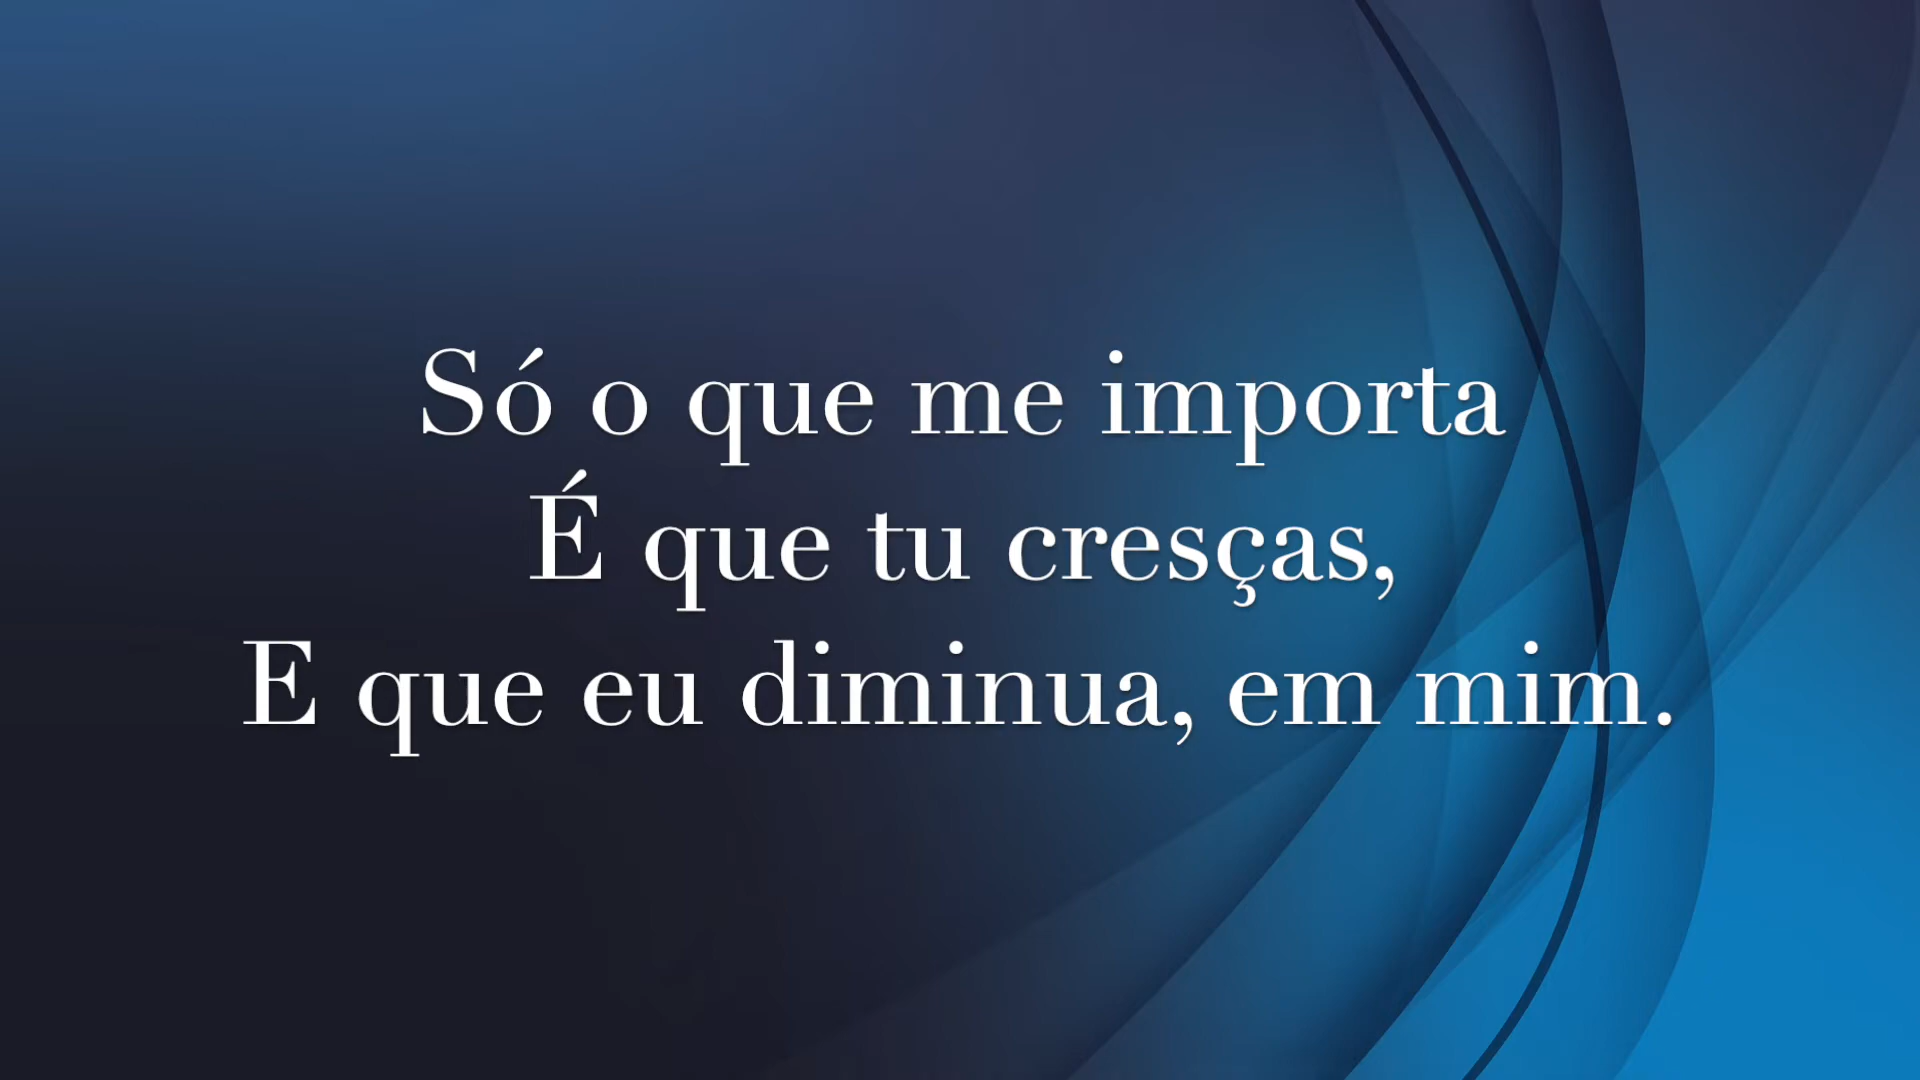 Só o que me importa
É que tu cresças,
E que eu diminua, em mim.